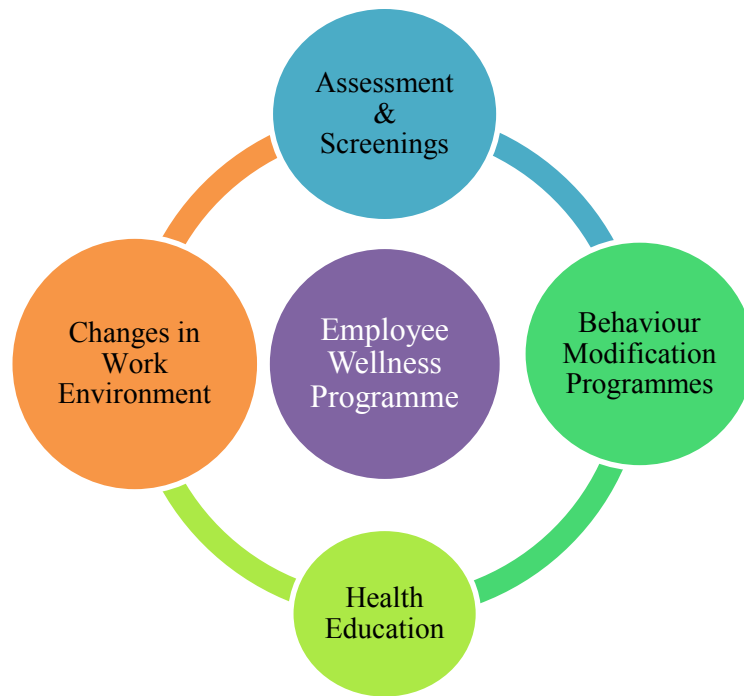 Assessment
&
Screenings
Changes in
Work
Environment
Employee
Wellness
Programme
Behaviour
Modification
Programmes
Health
Education